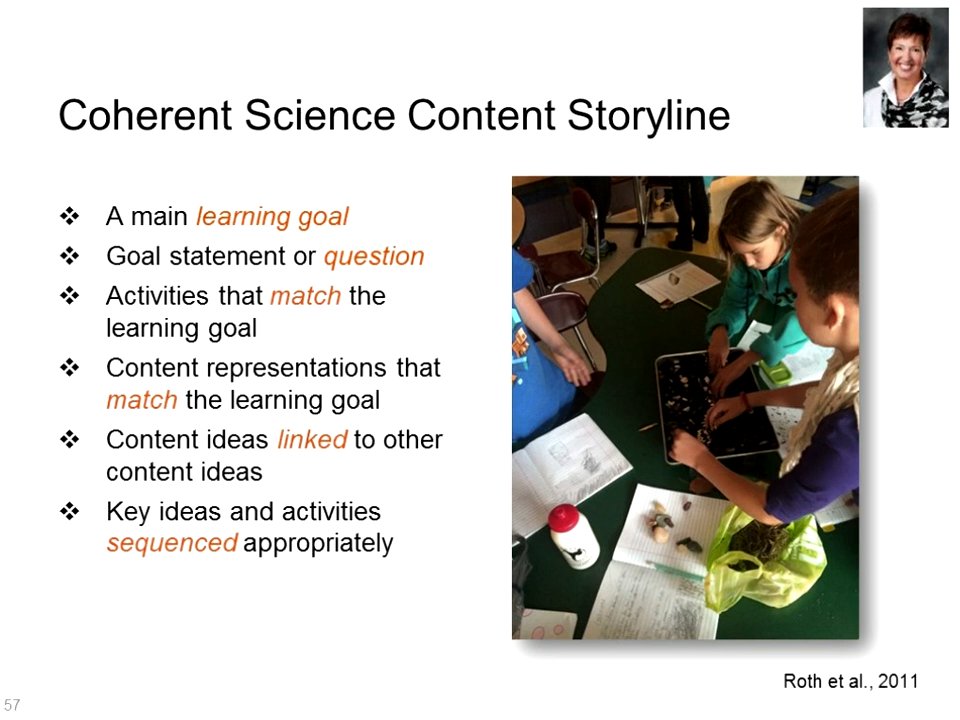 Coherent Science Content Storyline
❖ A main learning goal
❖ Goal statement or question
❖ Activities that match the
learning goal
❖ Content representations that
match the learning goal
❖ Content ideas linked to other
content ideas
❖ Key ideas and activities
sequenced appropriately
Roth et al., 2011
57